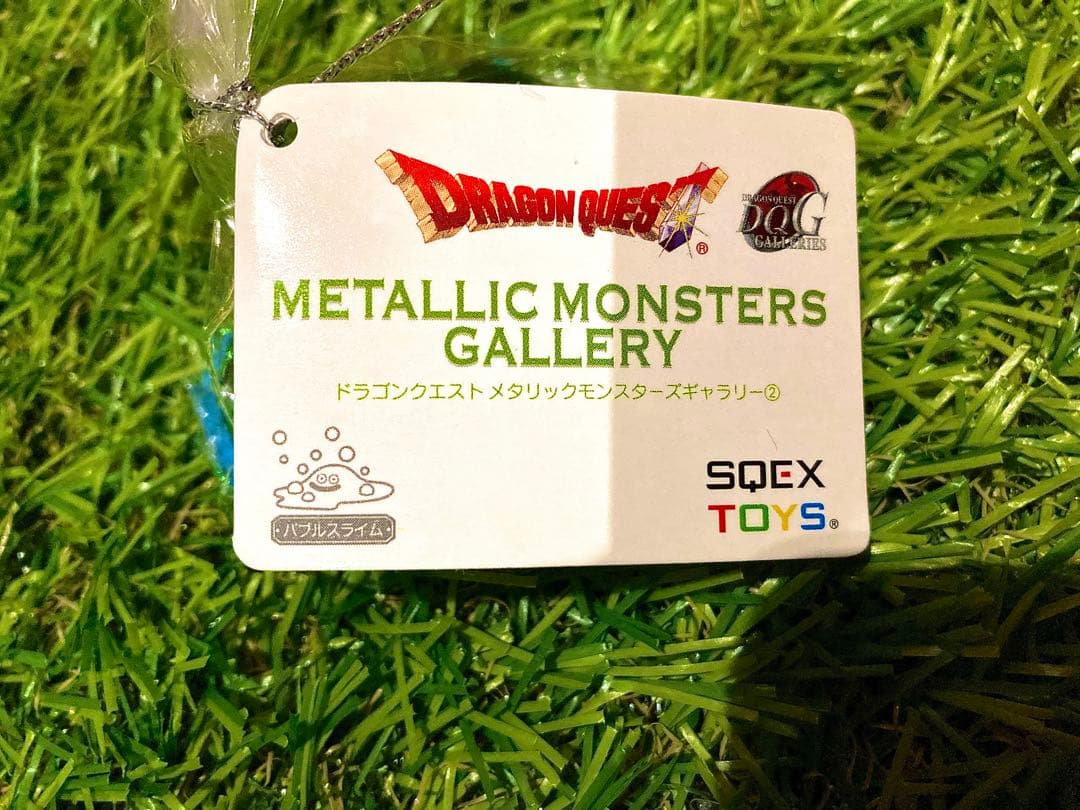 DRAGON QUEST®
DRAGON QUEST
DQG
GALLERIES
METALLIC MONSTERS
GALLERY
ドラゴンクエスト メタリックモンスターズギャラリー②
バブルスライム
SQEX
TOYS®